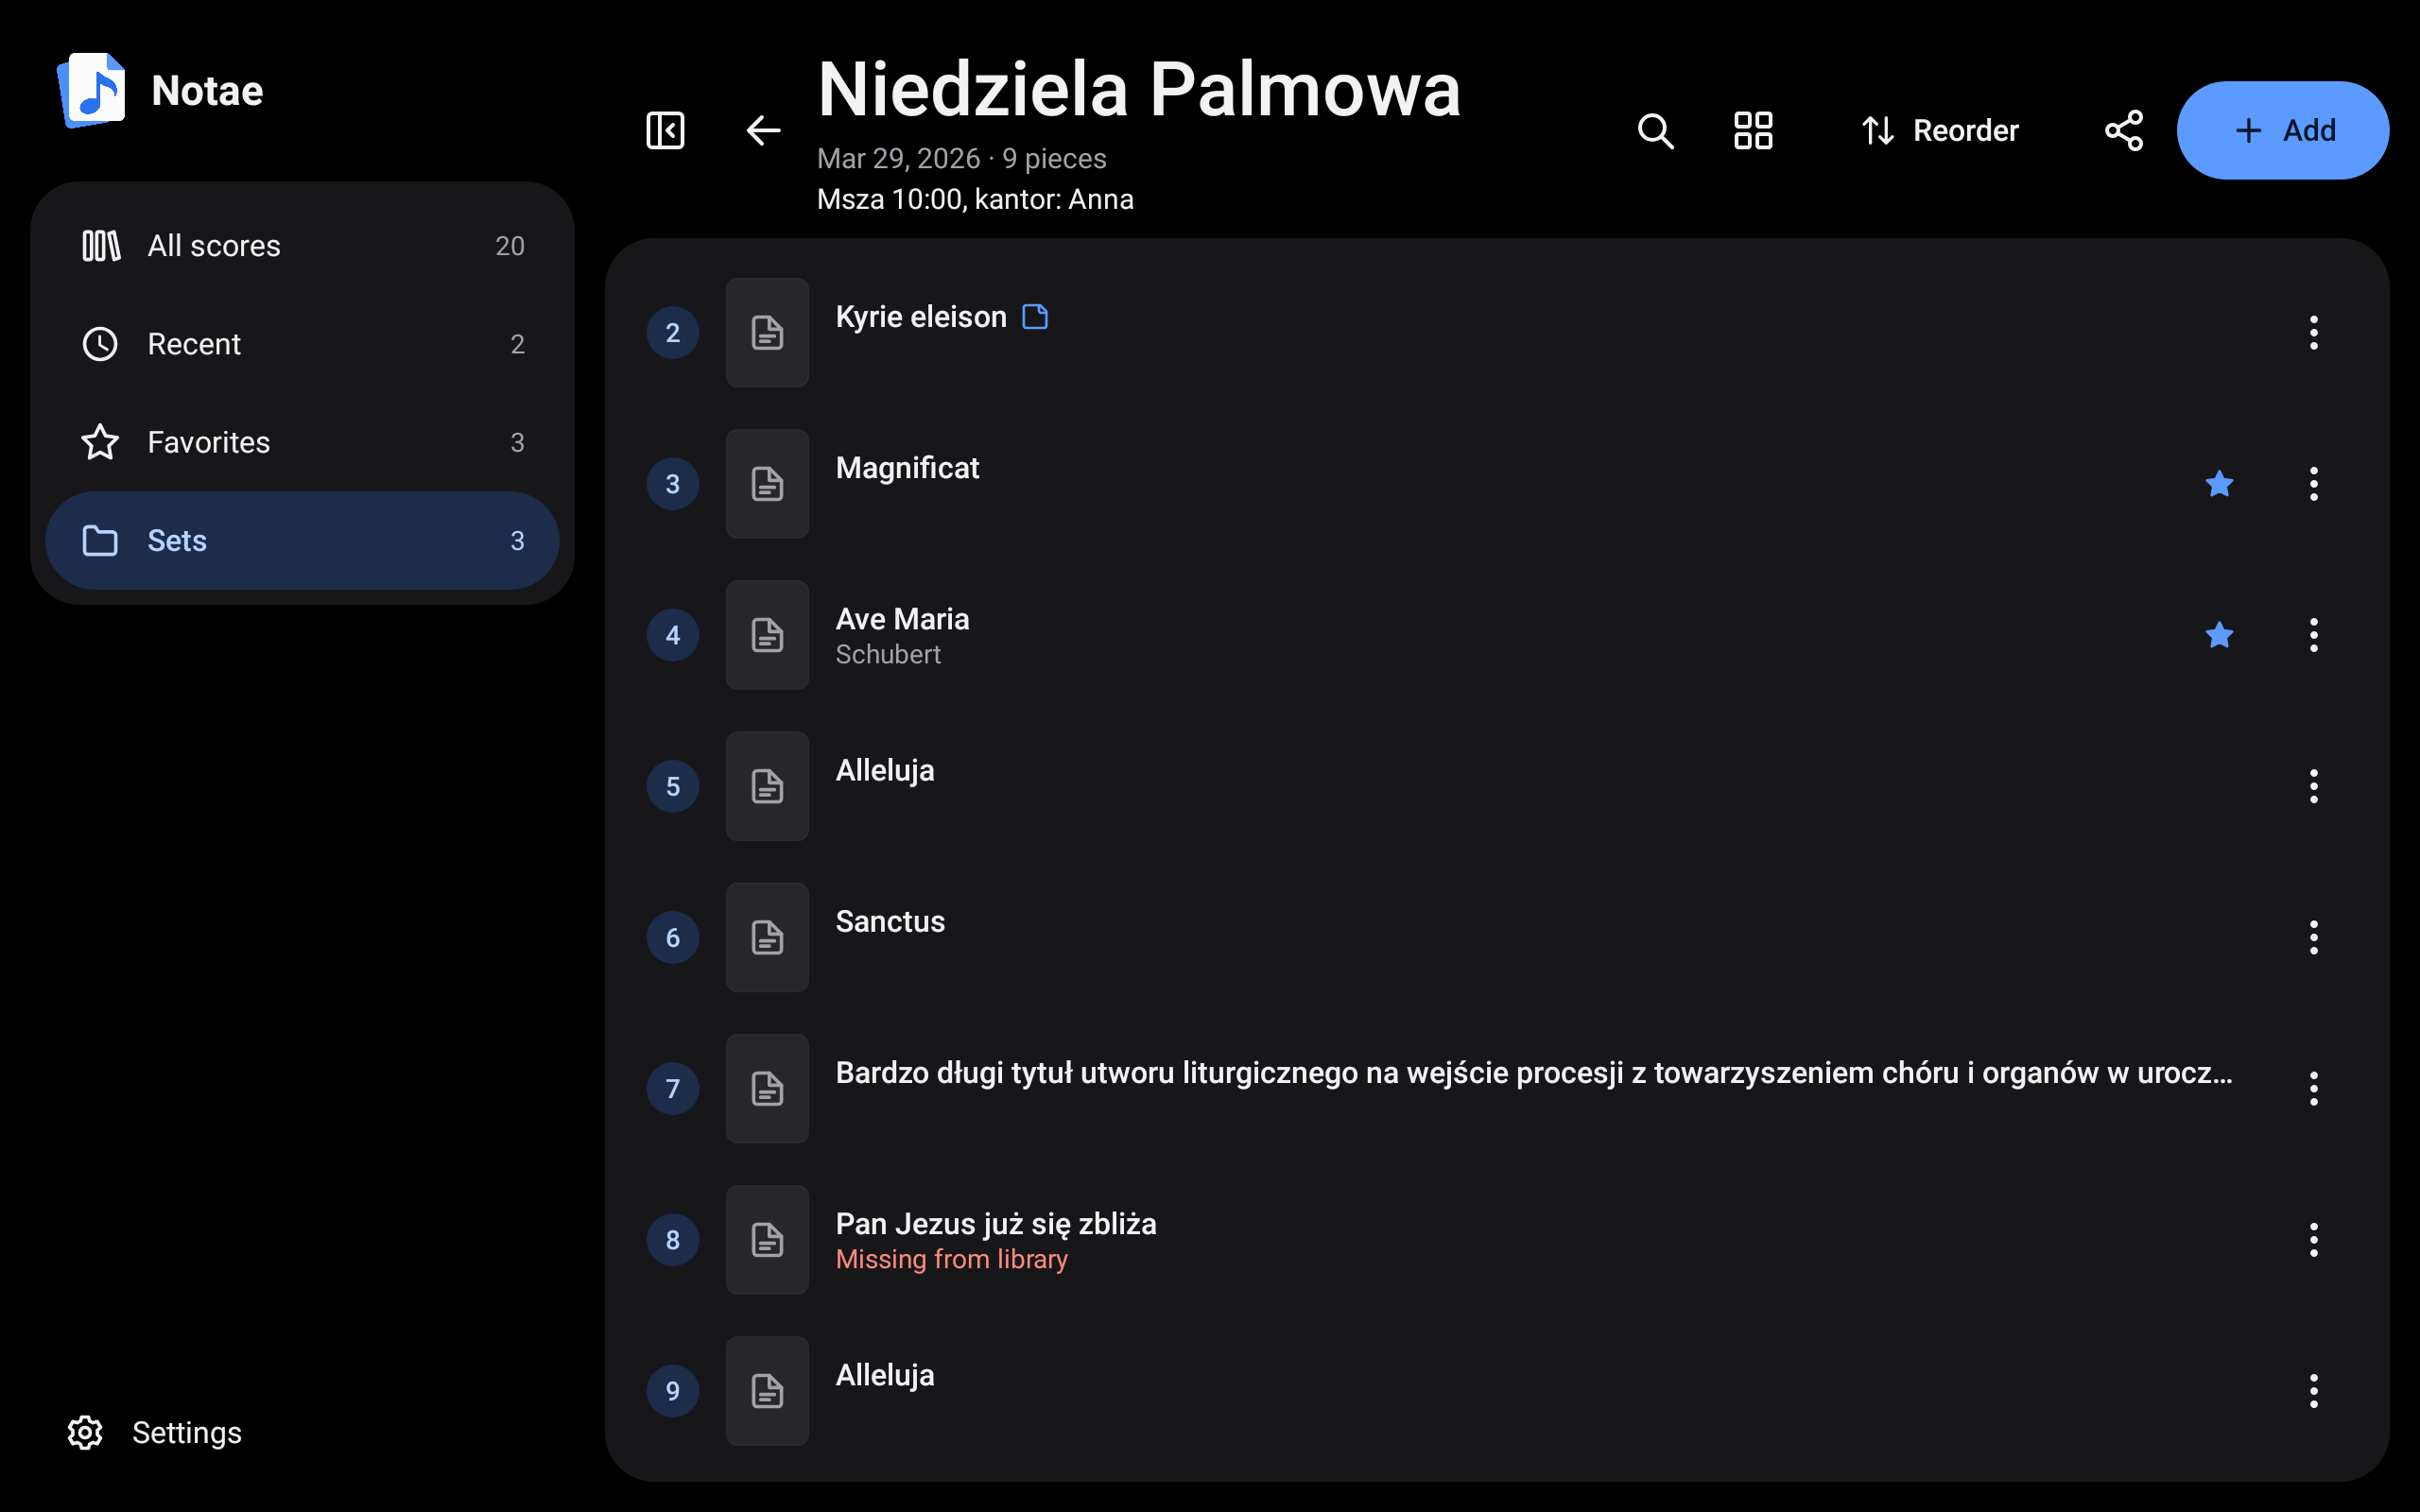 Notae
All scores 20
Recent 2
Favorites 3
Sets 3
Settings
Niedziela Palmowa
Mar 29, 2026 · 9 pieces
Msza 10:00, kantor: Anna
Reorder
Add
2 Kyrie eleison
3 Magnificat
4 Ave Maria
Schubert
5 Alleluja
6 Sanctus
7 Bardzo długi tytuł utworu liturgicznego na wejście procesji z towarzyszeniem chóru i organów w urocz…
8 Pan Jezus już się zbliża
Missing from library
9 Alleluja